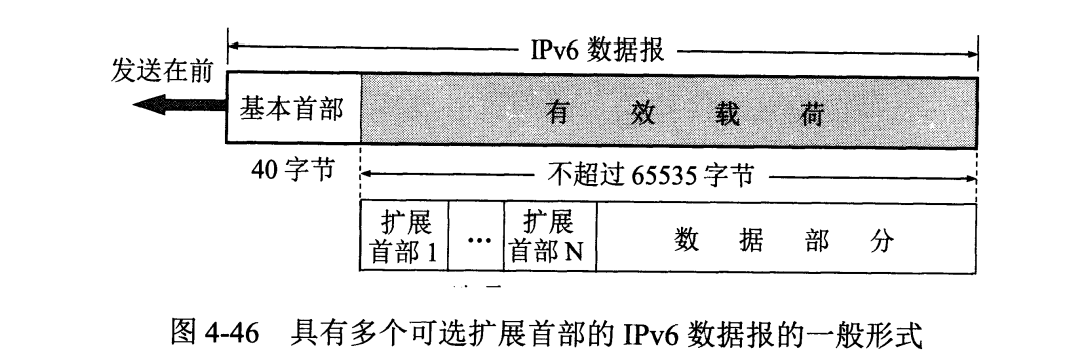 IPv6 数据报
发送在前
基本首部
有效载荷
40 字节
不超过 65535 字节
扩展
首部 1
…
扩展
首部 N
数据部分
图 4-46 具有多个可选扩展首部的 IPv6 数据报的一般形式